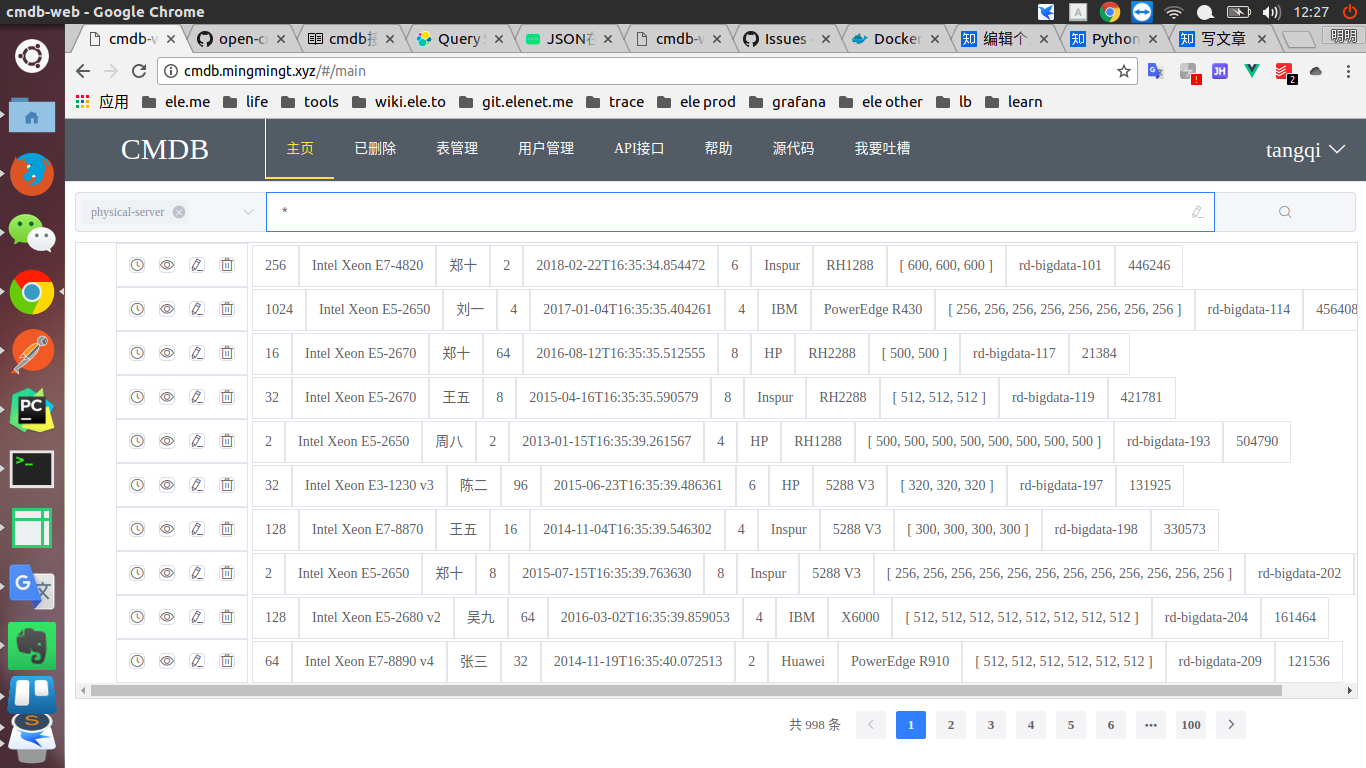 cmdb-web - Google Chrome 12:27
cmdb-w open-cr cmdb接 Query S JSON在 cmdb-w Issues - Docker 编辑个人 Python 写文章 明明
cmdb.mingmingt.xyz/#/main
应用 ele.me life tools wiki.ele.to git.elenet.me trace ele prod grafana ele other lb learn
CMDB 主页 已删除 表管理 用户管理 API接口 帮助 源代码 我要吐槽 tangqi
physical-server *
256 Intel Xeon E7-4820 郑十 2 2018-02-22T16:35:34.854472 6 Inspur RH1288 [ 600, 600, 600 ] rd-bigdata-101 446246
1024 Intel Xeon E5-2650 刘一 4 2017-01-04T16:35:35.404261 4 IBM PowerEdge R430 [ 256, 256, 256, 256, 256, 256, 256, 256 ] rd-bigdata-114 456408
16 Intel Xeon E5-2670 郑十 64 2016-08-12T16:35:35.512555 8 HP RH2288 [ 500, 500 ] rd-bigdata-117 21384
32 Intel Xeon E5-2670 王五 8 2015-04-16T16:35:35.590579 8 Inspur RH2288 [ 512, 512, 512 ] rd-bigdata-119 421781
2 Intel Xeon E5-2650 周八 2 2013-01-15T16:35:39.261567 4 HP RH1288 [ 500, 500, 500, 500, 500, 500, 500, 500 ] rd-bigdata-193 504790
32 Intel Xeon E3-1230 v3 陈二 96 2015-06-23T16:35:39.486361 6 HP 5288 V3 [ 320, 320, 320 ] rd-bigdata-197 131925
128 Intel Xeon E7-8870 王五 16 2014-11-04T16:35:39.546302 4 Inspur 5288 V3 [ 300, 300, 300, 300 ] rd-bigdata-198 330573
2 Intel Xeon E5-2650 郑十 8 2015-07-15T16:35:39.763630 8 Inspur 5288 V3 [ 256, 256, 256, 256, 256, 256, 256, 256, 256, 256, 256, 256 ] rd-bigdata-202
128 Intel Xeon E5-2680 v2 吴九 64 2016-03-02T16:35:39.859053 4 IBM X6000 [ 512, 512, 512, 512, 512, 512, 512, 512 ] rd-bigdata-204 161464
64 Intel Xeon E7-8890 v4 张三 32 2014-11-19T16:35:40.072513 2 Huawei PowerEdge R910 [ 512, 512, 512, 512, 512, 512 ] rd-bigdata-209 121536
共 998 条 1 2 3 4 5 6 ••• 100